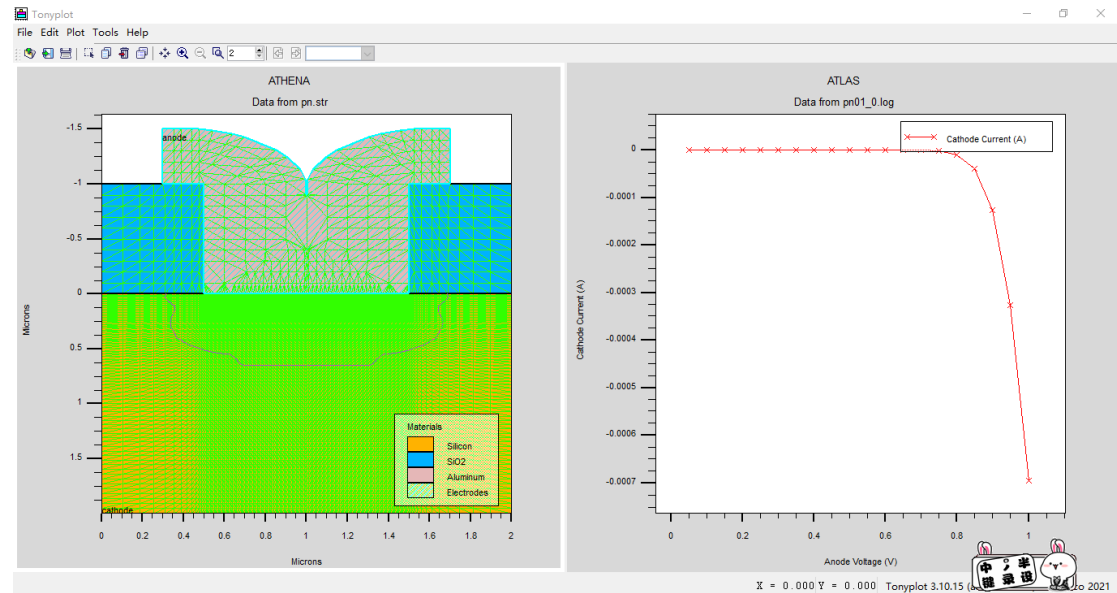 Tonyplot
File Edit Plot Tools Help
2
ATHENA
Data from pn.str
anode
-1.5
-1
-0.5
0
0.5
1
1.5
Microns
cathode
Materials
Silicon
SiO2
Aluminum
Electrodes
0 0.2 0.4 0.6 0.8 1 1.2 1.4 1.6 1.8 2
Microns
ATLAS
Data from pn01_0.log
Cathode Current (A)
0
-0.0001
-0.0002
-0.0003
-0.0004
-0.0005
-0.0006
-0.0007
Cathode Current (A)
0 0.2 0.4 0.6 0.8 1
Anode Voltage (V)
中 , 半
键 录 设
X = 0.000 Y = 0.000 Tonyplot 3.10.15 2021